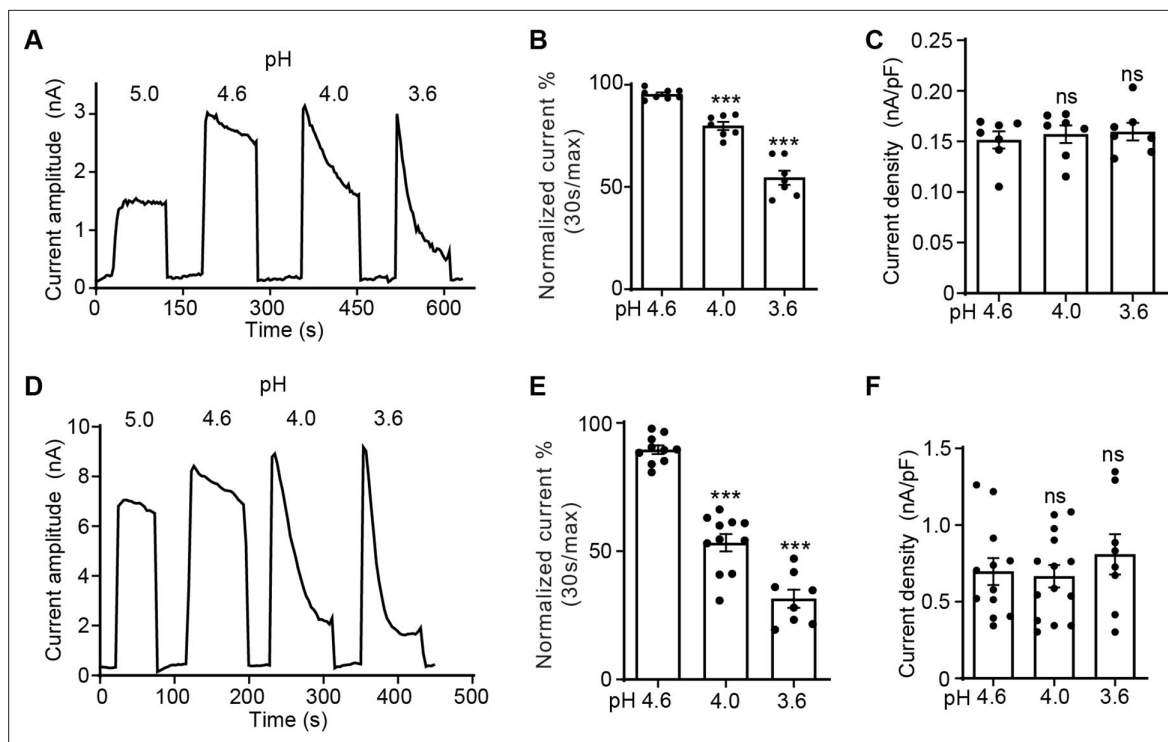 A
pH
5.0 4.6 4.0 3.6
Current amplitude (nA)
3
2
1
0
0 150 300 450 600
Time (s)
B
Normalized current %
(30s/max)
100
50
0
***
***
pH 4.6 4.0 3.6
C
Current density (nA/pF)
0.25
0.20
0.15
0.10
0.05
0
ns
ns
pH 4.6 4.0 3.6
D
pH
5.0 4.6 4.0 3.6
Current amplitude (nA)
10
8
6
4
2
0
0 100 200 300 400 500
Time (s)
E
Normalized current %
(30s/max)
100
50
0
***
***
pH 4.6 4.0 3.6
F
Current density (nA/pF)
1.5
1.0
0.5
0
ns
ns
pH 4.6 4.0 3.6